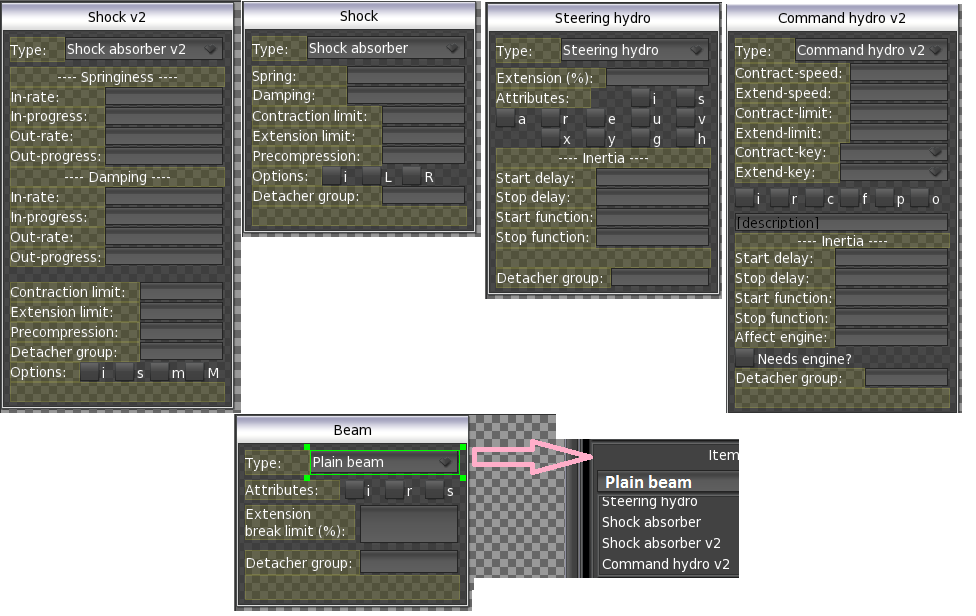 Shock v2
Type: Shock absorber v2
---- Springiness ----
In-rate:
In-progress:
Out-rate:
Out-progress:
---- Damping ----
In-rate:
In-progress:
Out-rate:
Out-progress:
Contraction limit:
Extension limit:
Precompression:
Detacher group:
Options: i s m M
Shock
Type: Shock absorber
Spring:
Damping:
Contraction limit:
Extension limit:
Precompression:
Options: i L R
Detacher group:
Steering hydro
Type: Steering hydro
Extension (%):
Attributes: i s
a r e u v
x y g h
---- Inertia ----
Start delay:
Stop delay:
Start function:
Stop function:
Detacher group:
Command hydro v2
Type: Command hydro v2
Contract-speed:
Extend-speed:
Contract-limit:
Extend-limit:
Contract-key:
Extend-key:
i r c f p o
[description]
---- Inertia ----
Start delay:
Stop delay:
Start function:
Stop function:
Affect engine:
Needs engine?
Detacher group:
Beam
Type: Plain beam
Attributes: i r s
Extension
break limit (%):
Detacher group:
Item
Plain beam
Steering hydro
Shock absorber
Shock absorber v2
Command hydro v2